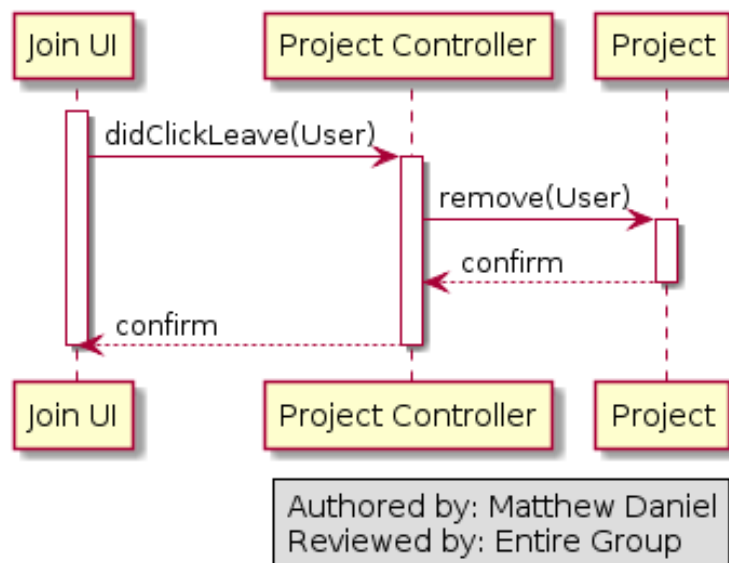 Join UI
Project Controller
Project
didClickLeave(User)
remove(User)
confirm
confirm
Join UI
Project Controller
Project
Authored by: Matthew Daniel
Reviewed by: Entire Group